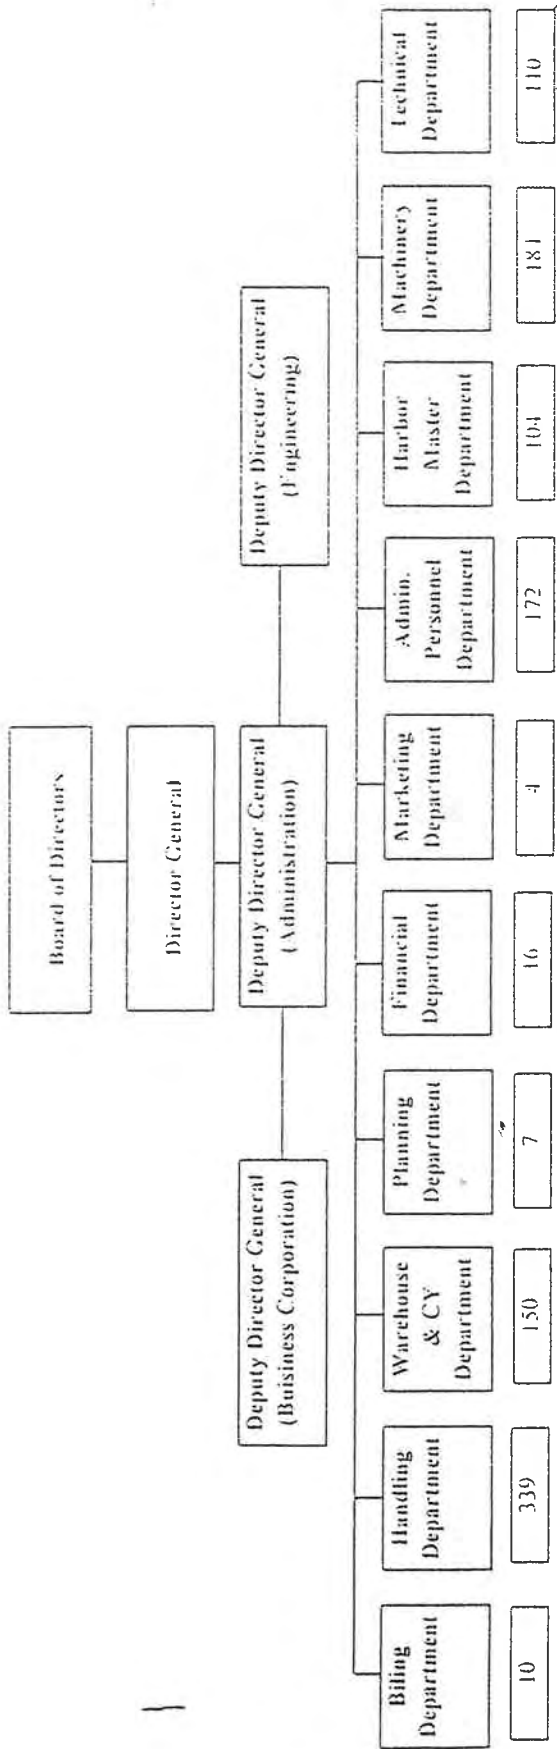 Board of Directors
Director General
Deputy Director General
(Buisiness Corporation)
Deputy Director General
(Administration)
Deputy Director General
(Engineering)
Biling
Department
Handling
Department
Warehouse
& CY
Department
Planning
Department
Financial
Department
Marketing
Department
Admin.
Personnel
Department
Harbor
Master
Department
Machinery
Department
Technical
Department
10
339
150
7
16
4
172
104
181
110